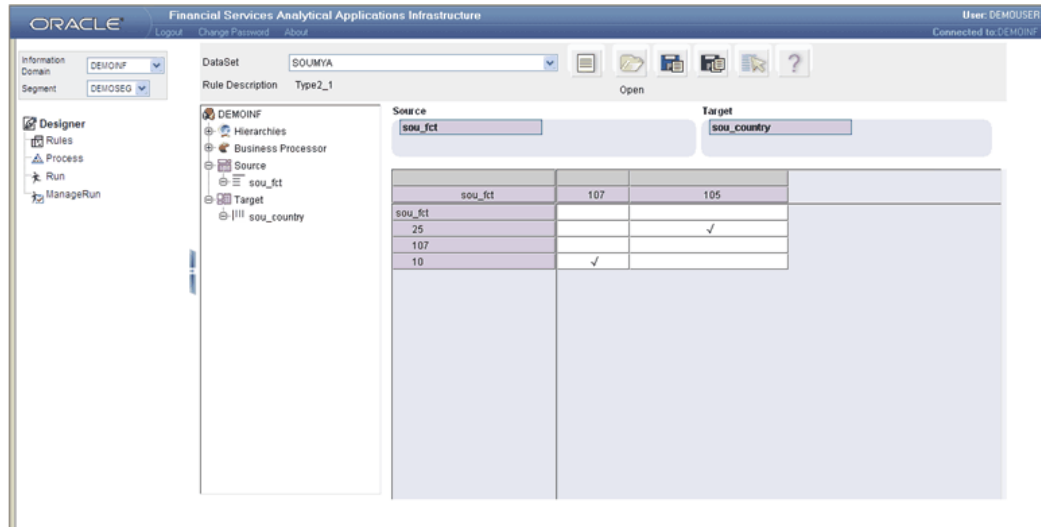 ORACLE
Financial Services Analytical Applications Infrastructure
User: DEMOUSER
Logout Change Password About
Connected to:DEMOINF
Information Domain
DEMOINF
Segment
DEMOSEG
Designer
Rules
Process
Run
ManageRun
DataSet
SOUMYA
Rule Description
Type2_1
Open
?
DEMOINF
Hierarchies
Business Processor
Source
sou_fct
Target
sou_country
Source
sou_fct
Target
sou_country
sou_fct 107 105
sou_fct
25 √
107
10 √